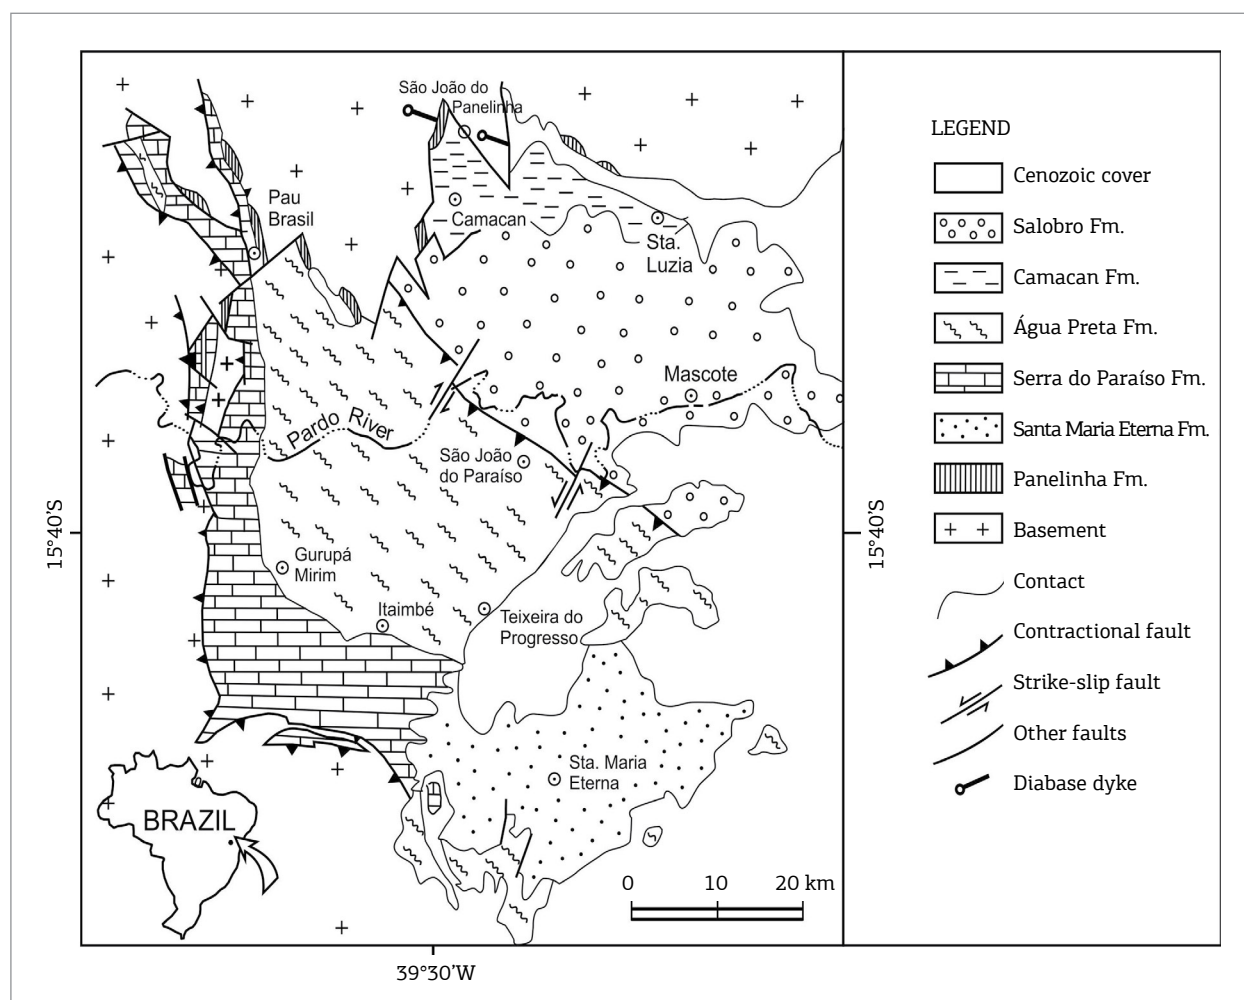 São João do
Panelinha
Pau
Brasil
Camacan
Sta.
Luzia
Mascote
Pardo River
São João
do Paraíso
Gurupá
Mirim
Itaimbé
Teixeira do
Progresso
Sta. Maria
Eterna
BRAZIL
0 10 20 km
15°40'S
15°40'S
39°30'W
LEGEND
Cenozoic cover
Salobro Fm.
Camacan Fm.
Água Preta Fm.
Serra do Paraíso Fm.
Santa Maria Eterna Fm.
Panelinha Fm.
Basement
Contact
Contractional fault
Strike-slip fault
Other faults
Diabase dyke